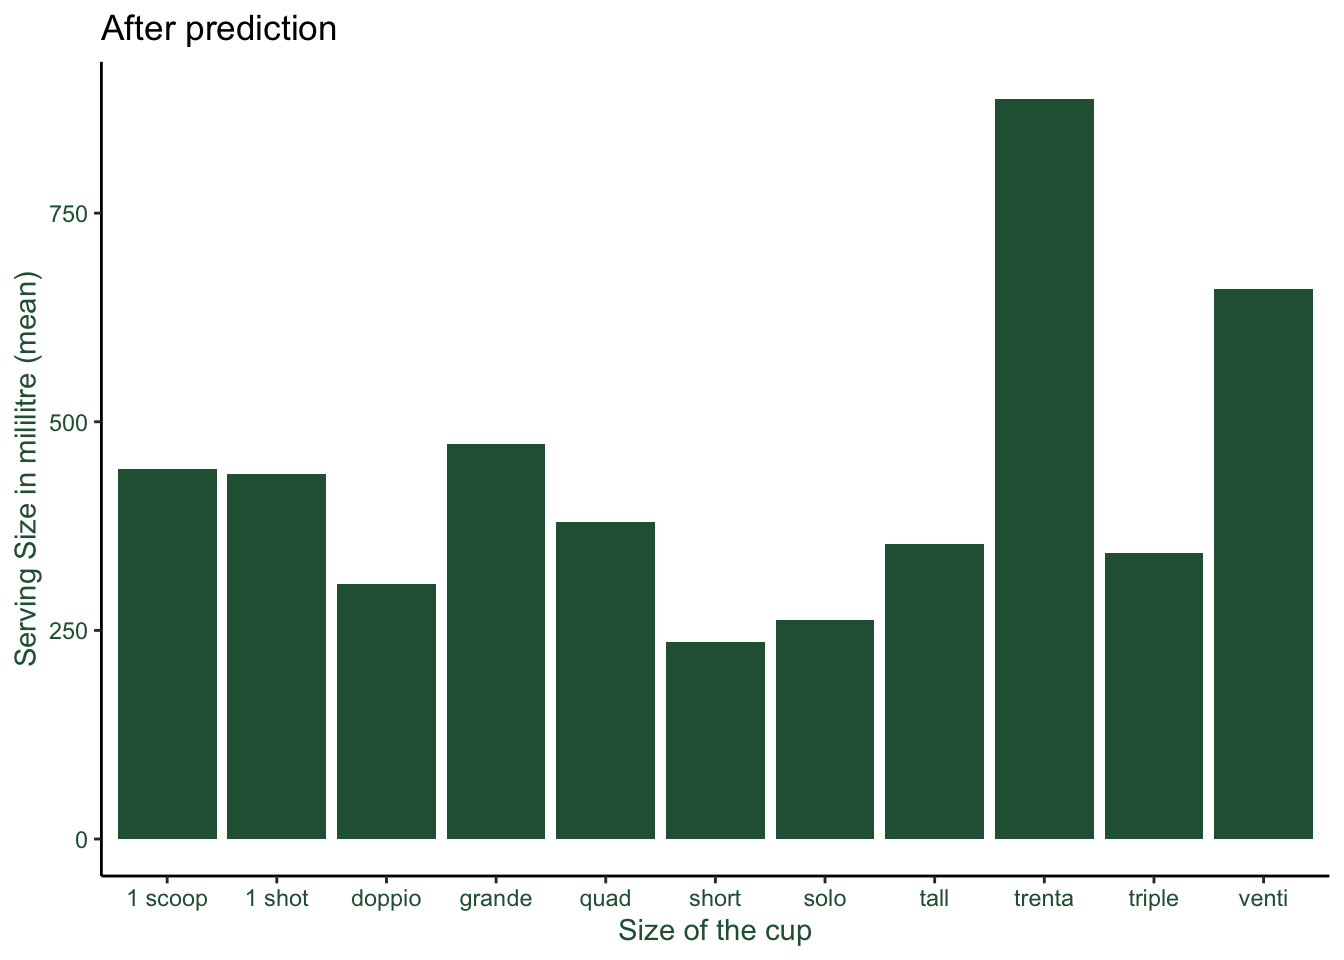 After prediction
Serving Size in mililitre (mean)
750
500
250
0
1 scoop 1 shot doppio grande quad short solo tall trenta triple venti
Size of the cup